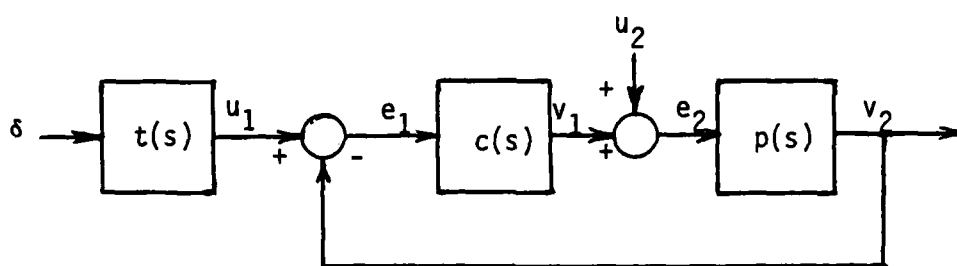 u2
δ
t(s)
u1
+
-
e1
c(s)
v1
+
+
e2
p(s)
v2